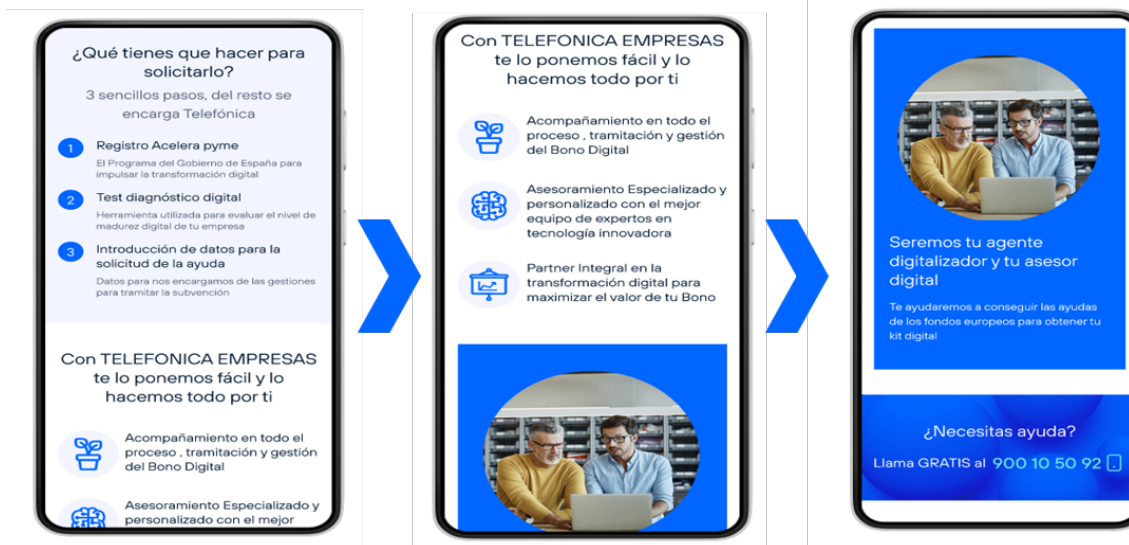 ¿Qué tienes que hacer para
solicitarlo?
3 sencillos pasos, del resto se
encarga Telefónica
1
Registro Acelera pyme
El Programa del Gobierno de España para
impulsar la transformación digital
2
Test diagnóstico digital
Herramienta utilizada para evaluar el nivel de
madurez digital de tu empresa
3
Introducción de datos para la
solicitud de la ayuda
Datos para nos encargamos de las gestiones
para tramitar la subvención
Con TELEFONICA EMPRESAS
te lo ponemos fácil y lo
hacemos todo por ti
Acompañamiento en todo el
proceso , tramitación y gestión
del Bono Digital
Asesoramiento Especializado y
personalizado con el mejor
Con TELEFONICA EMPRESAS
te lo ponemos fácil y lo
hacemos todo por ti
Acompañamiento en todo el
proceso , tramitación y gestión
del Bono Digital
Asesoramiento Especializado y
personalizado con el mejor
equipo de expertos en
tecnología innovadora
Partner Integral en la
transformación digital para
maximizar el valor de tu Bono
Seremos tu agente
digitalizador y tu asesor
digital
Te ayudaremos a conseguir las ayudas
de los fondos europeos para obtener tu
kit digital
¿Necesitas ayuda?
Llama GRATIS al 900 10 50 92